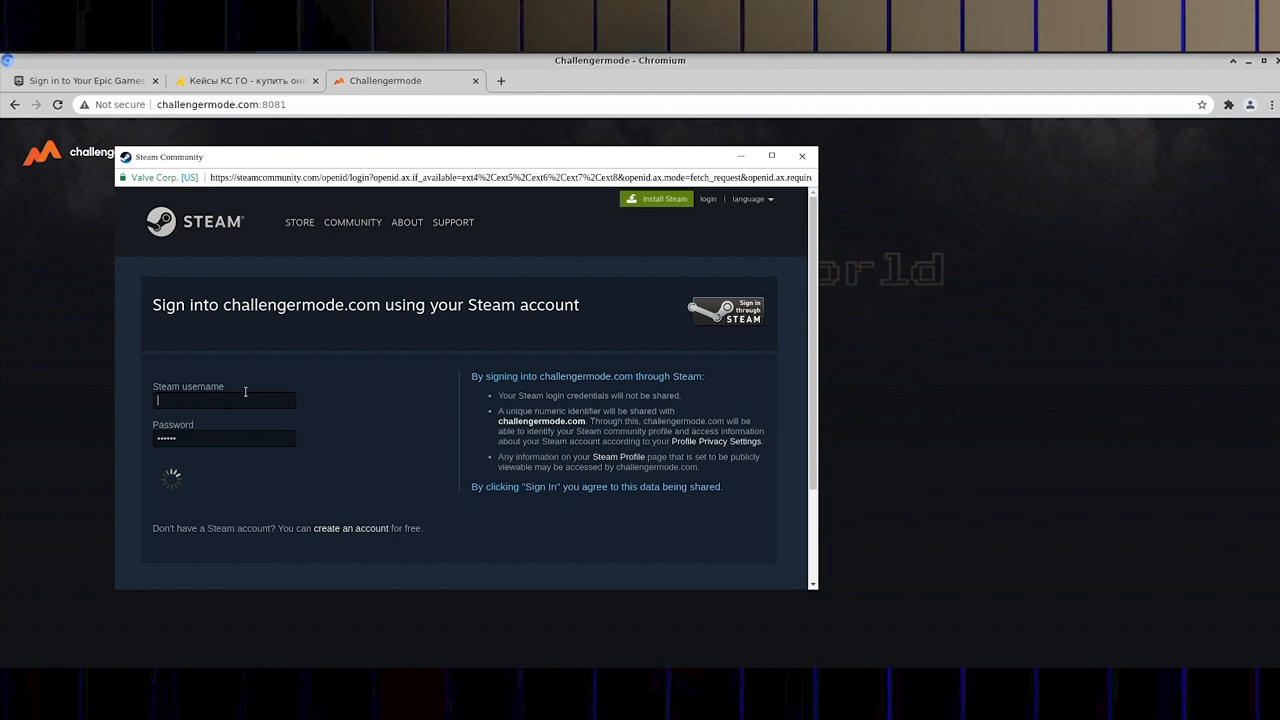 Challengermode - Chromium
Sign in to Your Epic Games
Кейсы КС ГО - купить онл
Challengermode
Not secure
challengermode.com:8081
challeng
orld
Steam Community
Valve Corp. [US]
https://steamcommunity.com/openid/login?openid.ax.if_available=ext4%2Cext5%2Cext6%2Cext7%2Cext8&openid.ax.mode=fetch_request&openid.ax.require
Install Steam
login
language
STEAM
STORE
COMMUNITY
ABOUT
SUPPORT
Sign into challengermode.com using your Steam account
Sign in
through
STEAM
Steam username
Password
Don't have a Steam account? You can create an account for free.
By signing into challengermode.com through Steam:
Your Steam login credentials will not be shared.
A unique numeric identifier will be shared with
challengermode.com. Through this, challengermode.com will be
able to identify your Steam community profile and access information
about your Steam account according to your Profile Privacy Settings.
Any information on your Steam Profile page that is set to be publicly
viewable may be accessed by challengermode.com.
By clicking "Sign In" you agree to this data being shared.